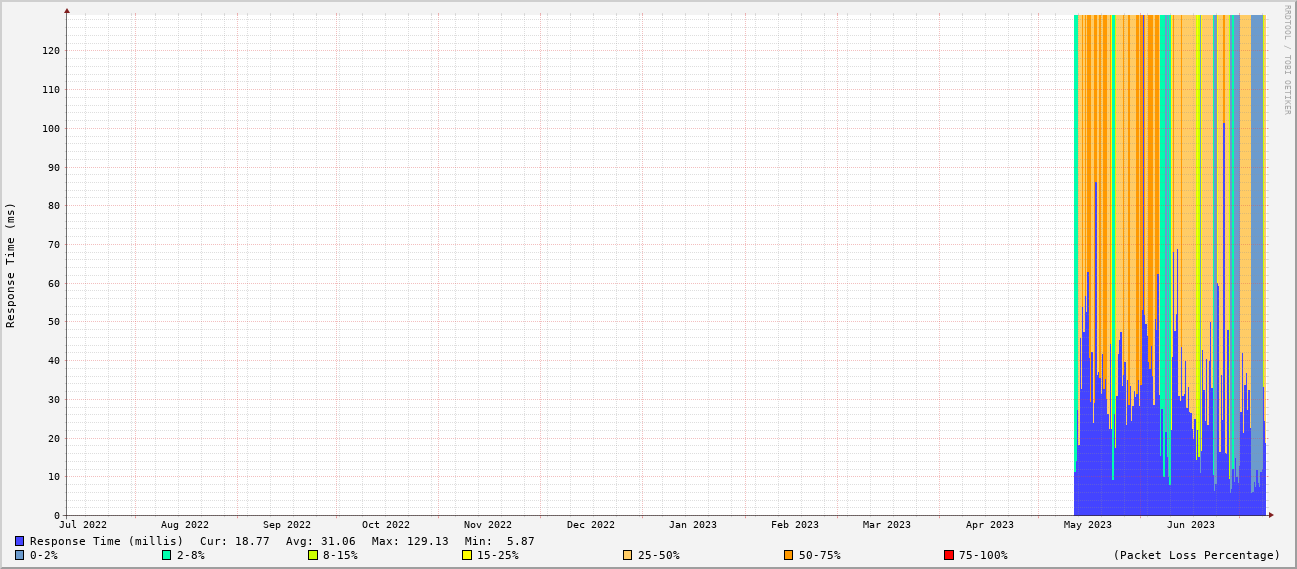 RRDTOOL / TOBI OETIKER
Response Time (ms)
120
110
100
90
80
70
60
50
40
30
20
10
0
Jul 2022 Aug 2022 Sep 2022 Oct 2022 Nov 2022 Dec 2022 Jan 2023 Feb 2023 Mar 2023 Apr 2023 May 2023 Jun 2023
Response Time (millis) Cur: 18.77 Avg: 31.06 Max: 129.13 Min: 5.87
0-2% 2-8% 8-15% 15-25% 25-50% 50-75% 75-100% (Packet Loss Percentage)